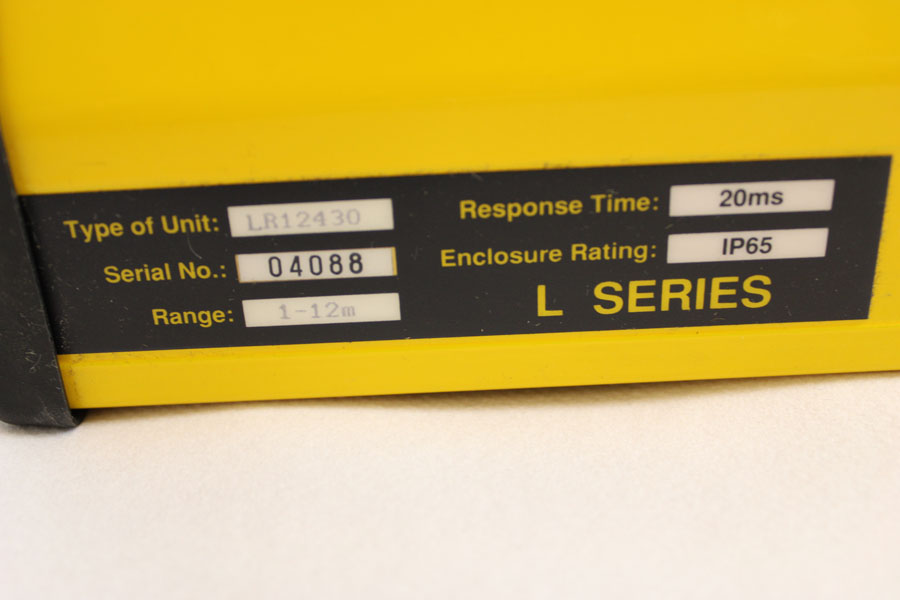 Type of Unit: LR12430
Serial No.: 04088
Range: 1-12m
Response Time: 20ms
Enclosure Rating: IP65
L SERIES